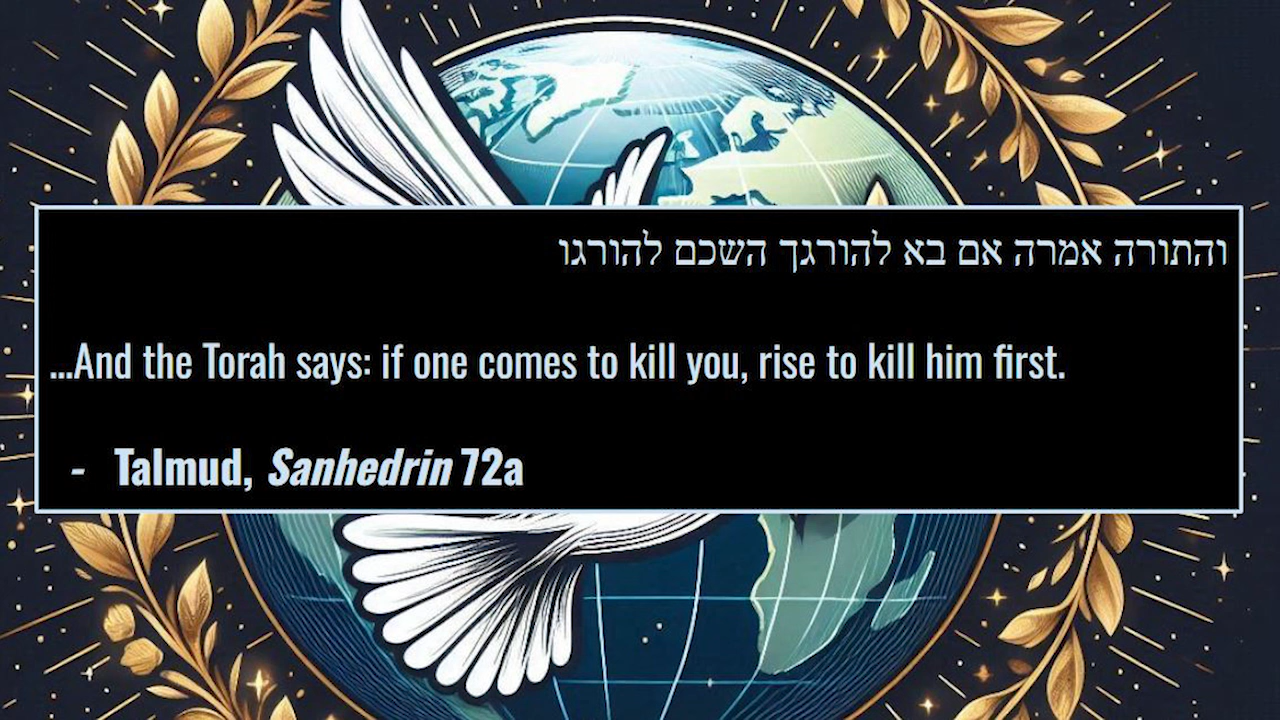 והתורה אמרה אם בא להורגך השכם להורגו
...And the Torah says: if one comes to kill you, rise to kill him first.
- Talmud, Sanhedrin 72a